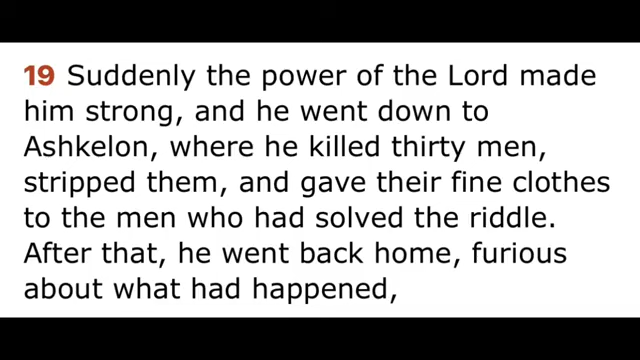 19 Suddenly the power of the Lord made
him strong, and he went down to
Ashkelon, where he killed thirty men,
stripped them, and gave their fine clothes
to the men who had solved the riddle.
After that, he went back home, furious
about what had happened,